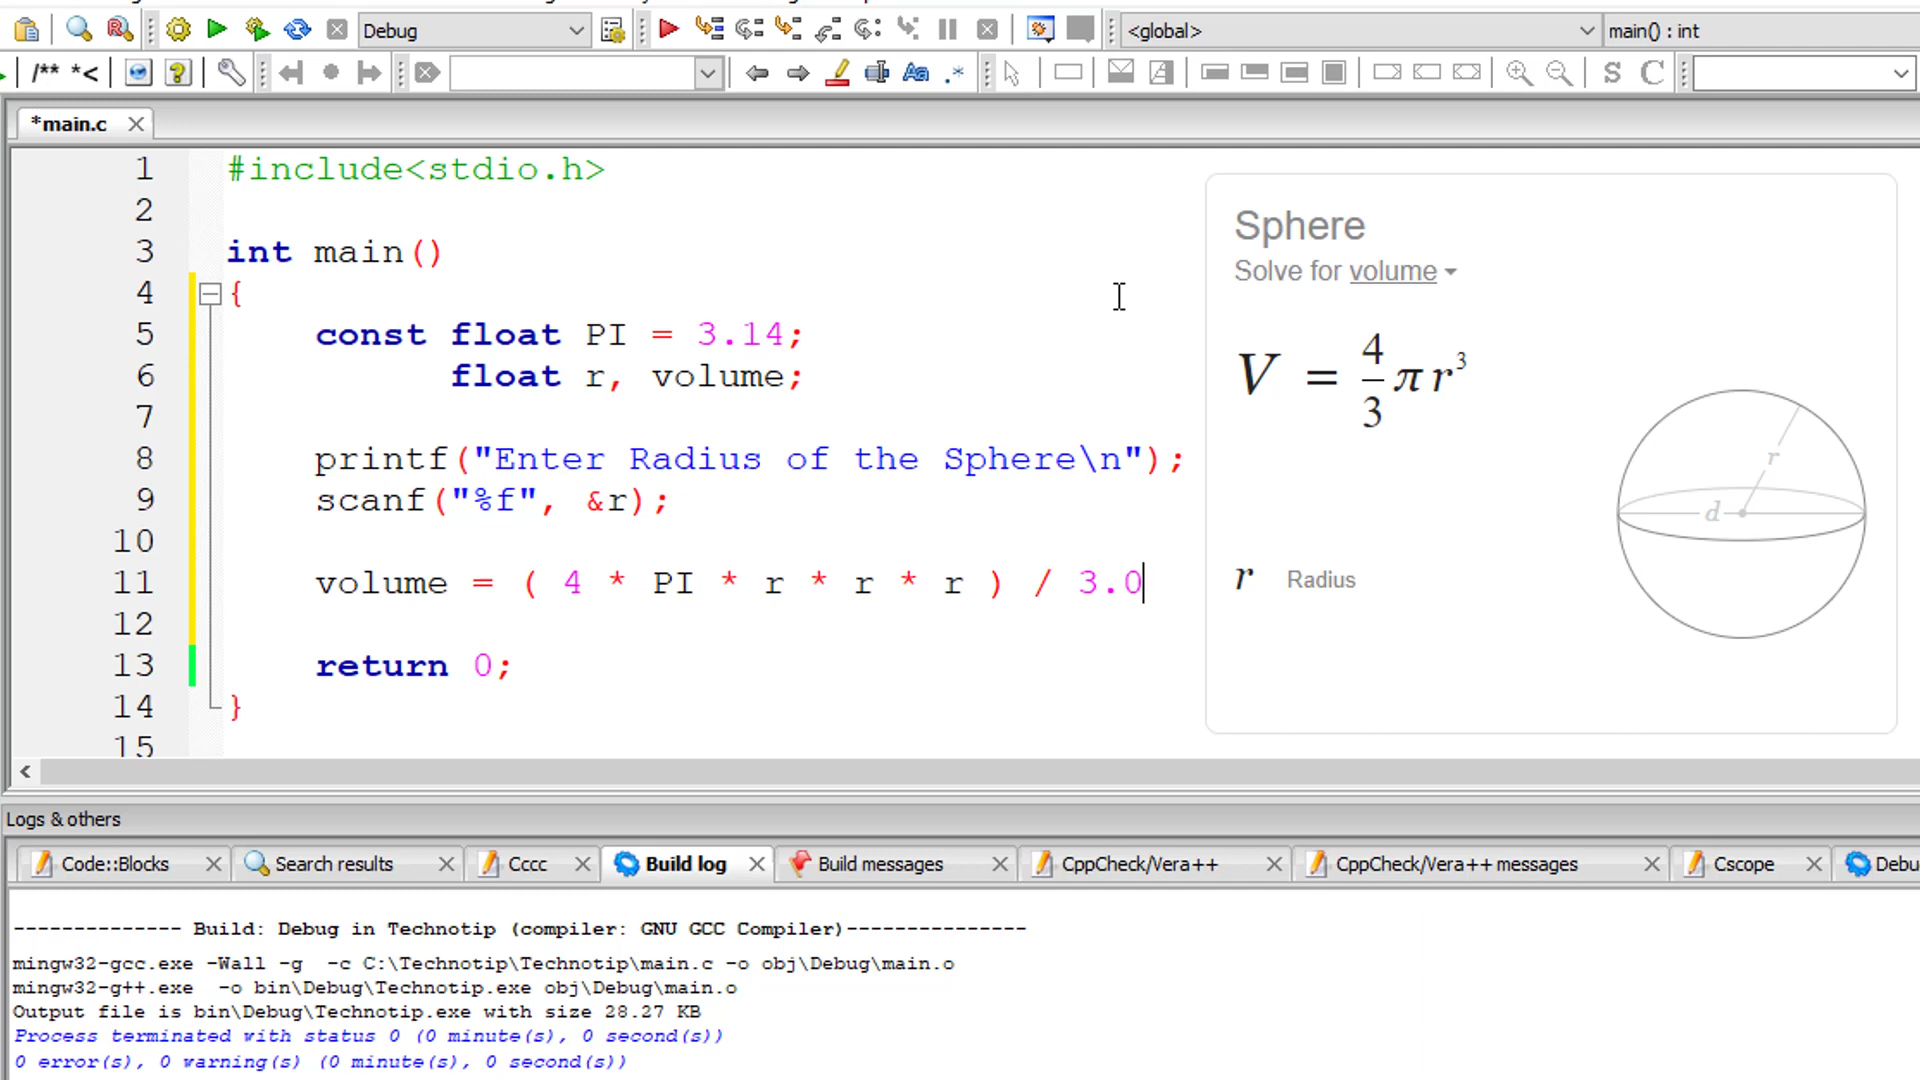 Debug
<global>
main() : int
/** *<
Aa
.*
S
C
*main.c
1 #include<stdio.h>
2
3 int main()
4 {
5 const float PI = 3.14;
6 float r, volume;
7
8 printf("Enter Radius of the Sphere\n");
9 scanf("%f", &r);
10
11 volume = ( 4 * PI * r * r * r ) / 3.0
12
13 return 0;
14 }
15
Sphere
Solve for volume
V = 4/3 π r³
r
d
r Radius
Logs & others
Code::Blocks
Search results
Cccc
Build log
Build messages
CppCheck/Vera++
CppCheck/Vera++ messages
Cscope
Debu
-------------- Build: Debug in Technotip (compiler: GNU GCC Compiler)---------------
mingw32-gcc.exe -Wall -g  -c C:\Technotip\Technotip\main.c -o obj\Debug\main.o
mingw32-g++.exe  -o bin\Debug\Technotip.exe obj\Debug\main.o
Output file is bin\Debug\Technotip.exe with size 28.27 KB
Process terminated with status 0 (0 minute(s), 0 second(s))
0 error(s), 0 warning(s) (0 minute(s), 0 second(s))